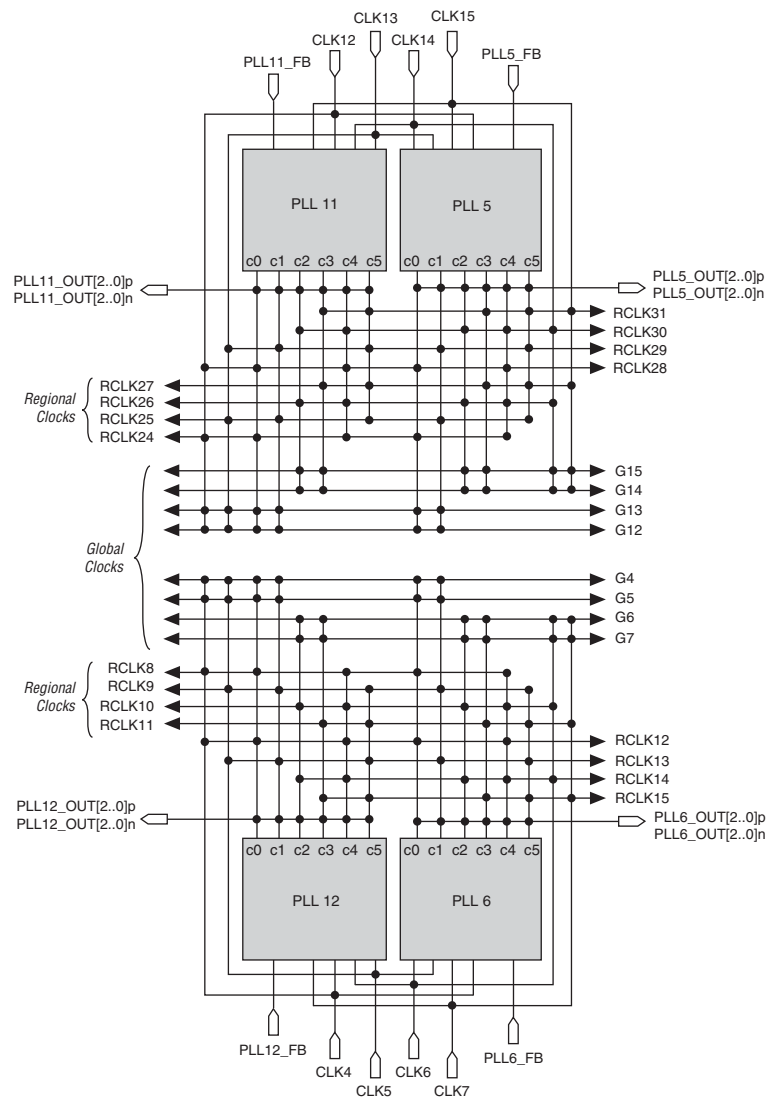 CLK13
CLK15
CLK12
CLK14
PLL11_FB
PLL5_FB
PLL 11
PLL 5
c0 c1 c2 c3 c4 c5
c0 c1 c2 c3 c4 c5
PLL11_OUT[2..0]p
PLL11_OUT[2..0]n
PLL5_OUT[2..0]p
PLL5_OUT[2..0]n
RCLK31
RCLK30
RCLK29
RCLK28
Regional
Clocks
RCLK27
RCLK26
RCLK25
RCLK24
G15
G14
G13
G12
Global
Clocks
G4
G5
G6
G7
Regional
Clocks
RCLK8
RCLK9
RCLK10
RCLK11
RCLK12
RCLK13
RCLK14
RCLK15
PLL12_OUT[2..0]p
PLL12_OUT[2..0]n
PLL6_OUT[2..0]p
PLL6_OUT[2..0]n
c0 c1 c2 c3 c4 c5
c0 c1 c2 c3 c4 c5
PLL 12
PLL 6
PLL12_FB
PLL6_FB
CLK4
CLK6
CLK5
CLK7